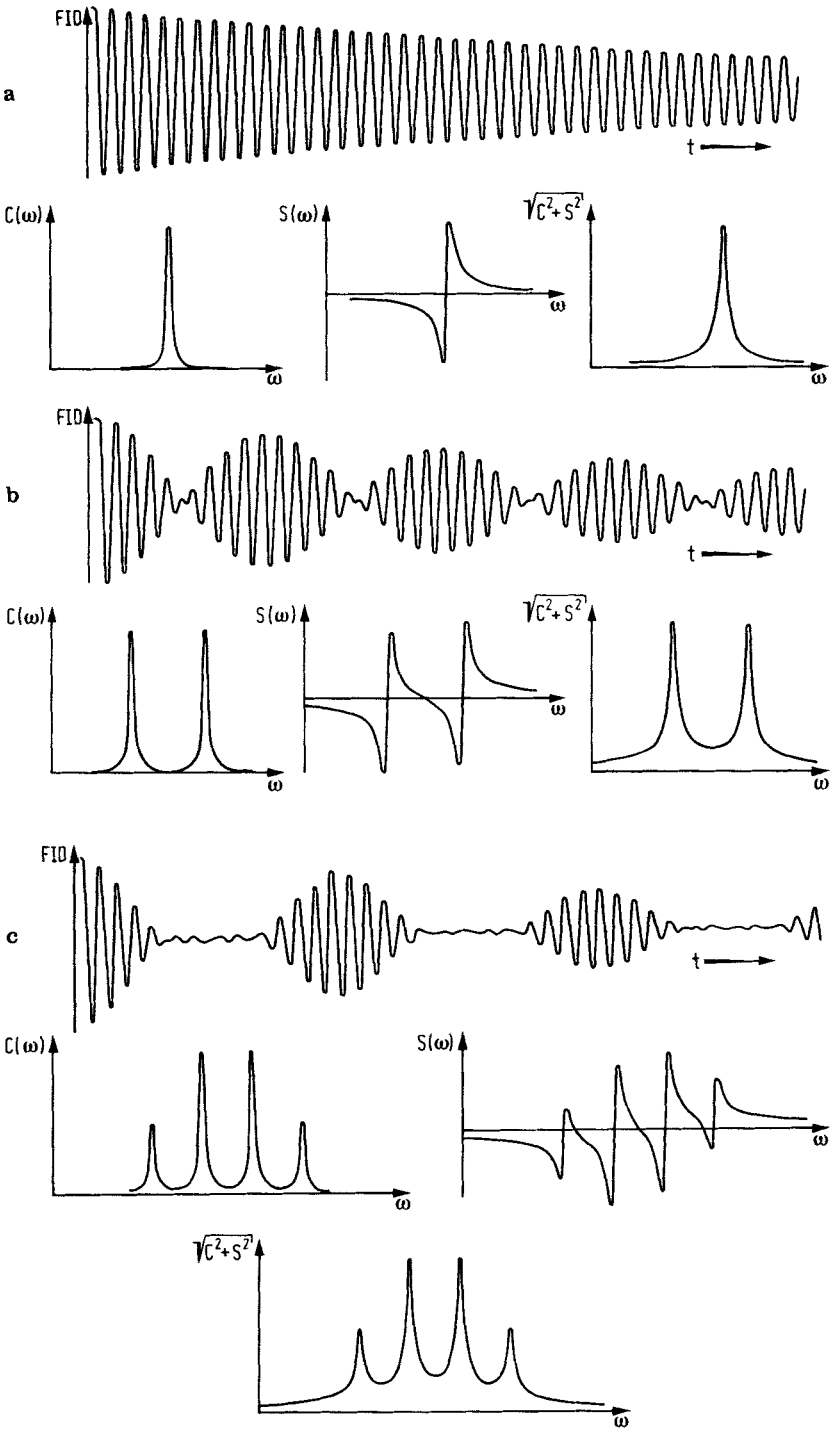 FID
a
t
C(ω) S(ω) √C²+S²
ω ω ω
FID
b
t
C(ω) S(ω) √C²+S²
ω ω ω
FID
c
t
C(ω) S(ω)
ω ω
√C²+S²
ω